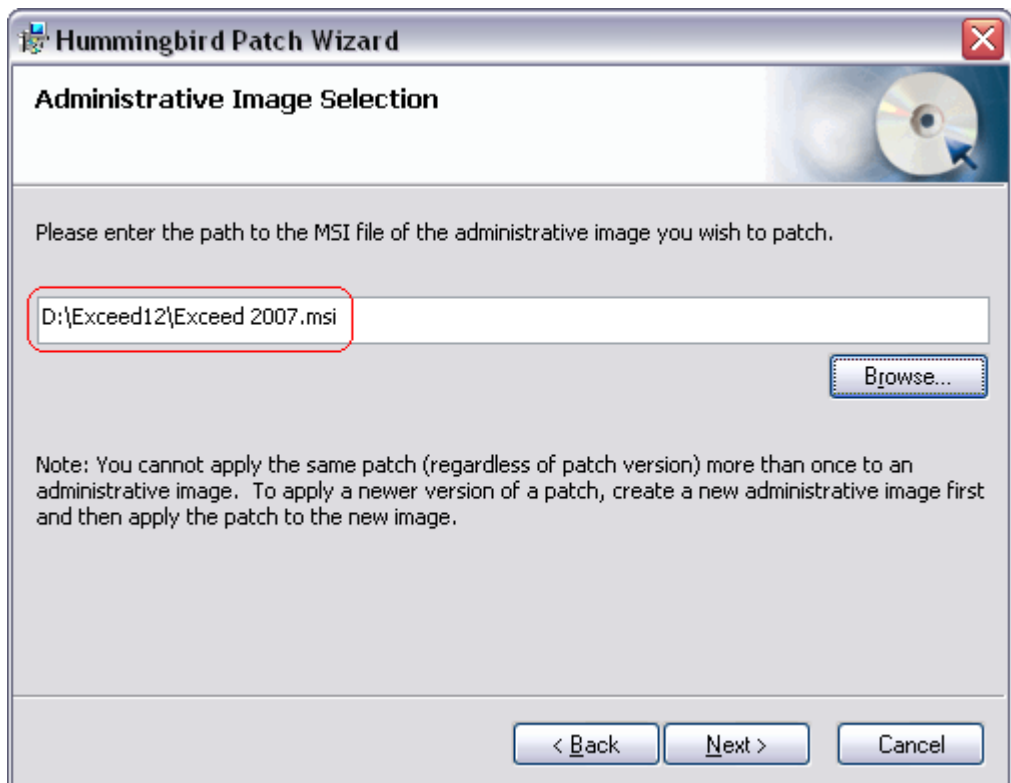 Hummingbird Patch Wizard
Administrative Image Selection
Please enter the path to the MSI file of the administrative image you wish to patch.
D:\Exceed12\Exceed 2007.msi
Browse...
Note: You cannot apply the same patch (regardless of patch version) more than once to an
administrative image.  To apply a newer version of a patch, create a new administrative image first
and then apply the patch to the new image.
< Back
Next >
Cancel